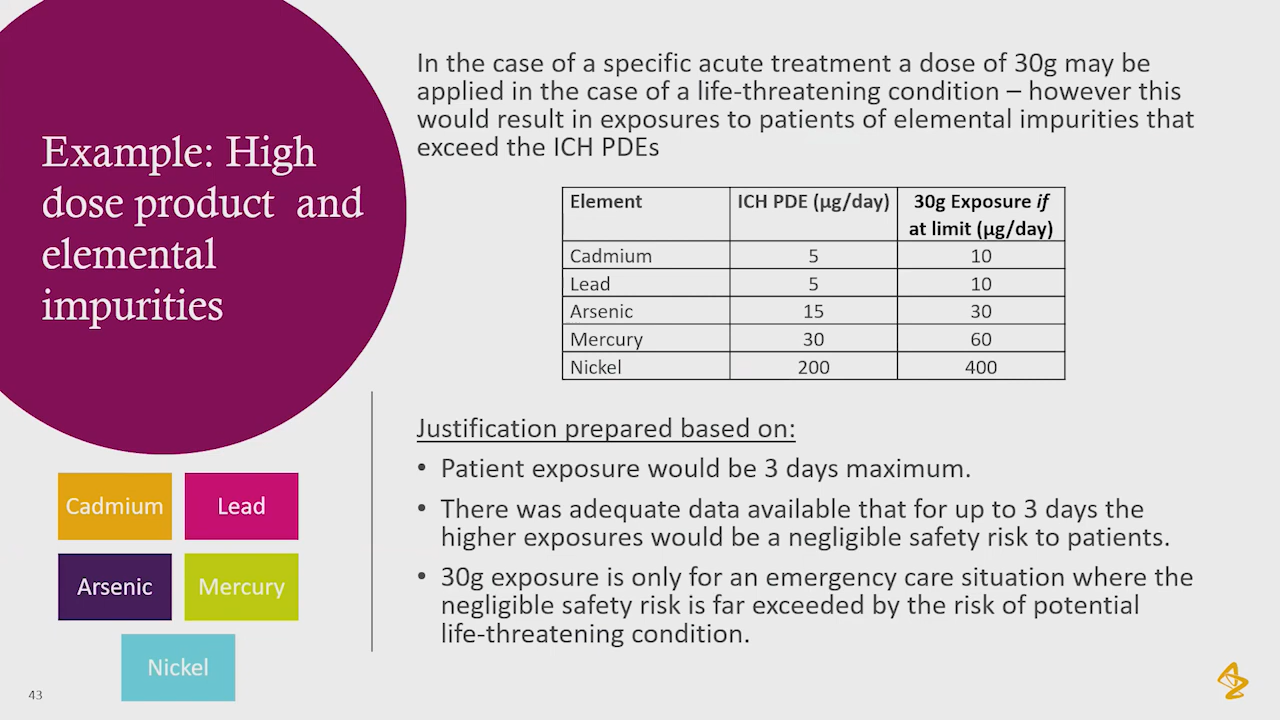 Example: High
dose product and
elemental
impurities
In the case of a specific acute treatment a dose of 30g may be
applied in the case of a life-threatening condition – however this
would result in exposures to patients of elemental impurities that
exceed the ICH PDEs
Element ICH PDE (µg/day) 30g Exposure if
at limit (µg/day)
Cadmium 5 10
Lead 5 10
Arsenic 15 30
Mercury 30 60
Nickel 200 400
Justification prepared based on:
• Patient exposure would be 3 days maximum.
• There was adequate data available that for up to 3 days the
higher exposures would be a negligible safety risk to patients.
• 30g exposure is only for an emergency care situation where the
negligible safety risk is far exceeded by the risk of potential
life-threatening condition.
Cadmium Lead
Arsenic Mercury
Nickel
43